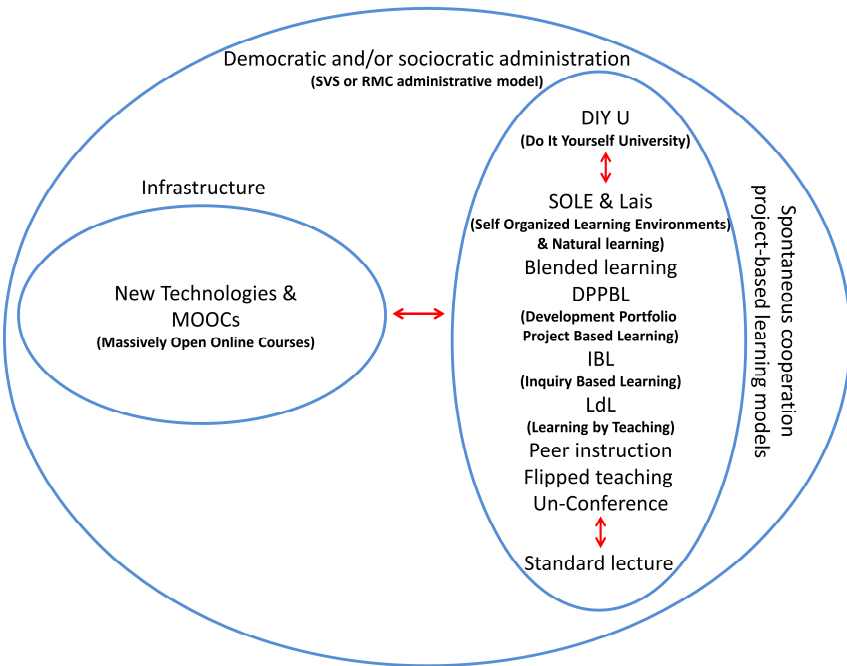 Democratic and/or sociocratic administration
(SVS or RMC administrative model)
Infrastructure
New Technologies &
MOOCs
(Massively Open Online Courses)
DIY U
(Do It Yourself University)
SOLE & Lais
(Self Organized Learning Environments)
& Natural learning)
Blended learning
DPPBL
(Development Portfolio
Project Based Learning)
IBL
(Inquiry Based Learning)
LdL
(Learning by Teaching)
Peer instruction
Flipped teaching
Un-Conference
Standard lecture
Spontaneous cooperation
project-based learning models